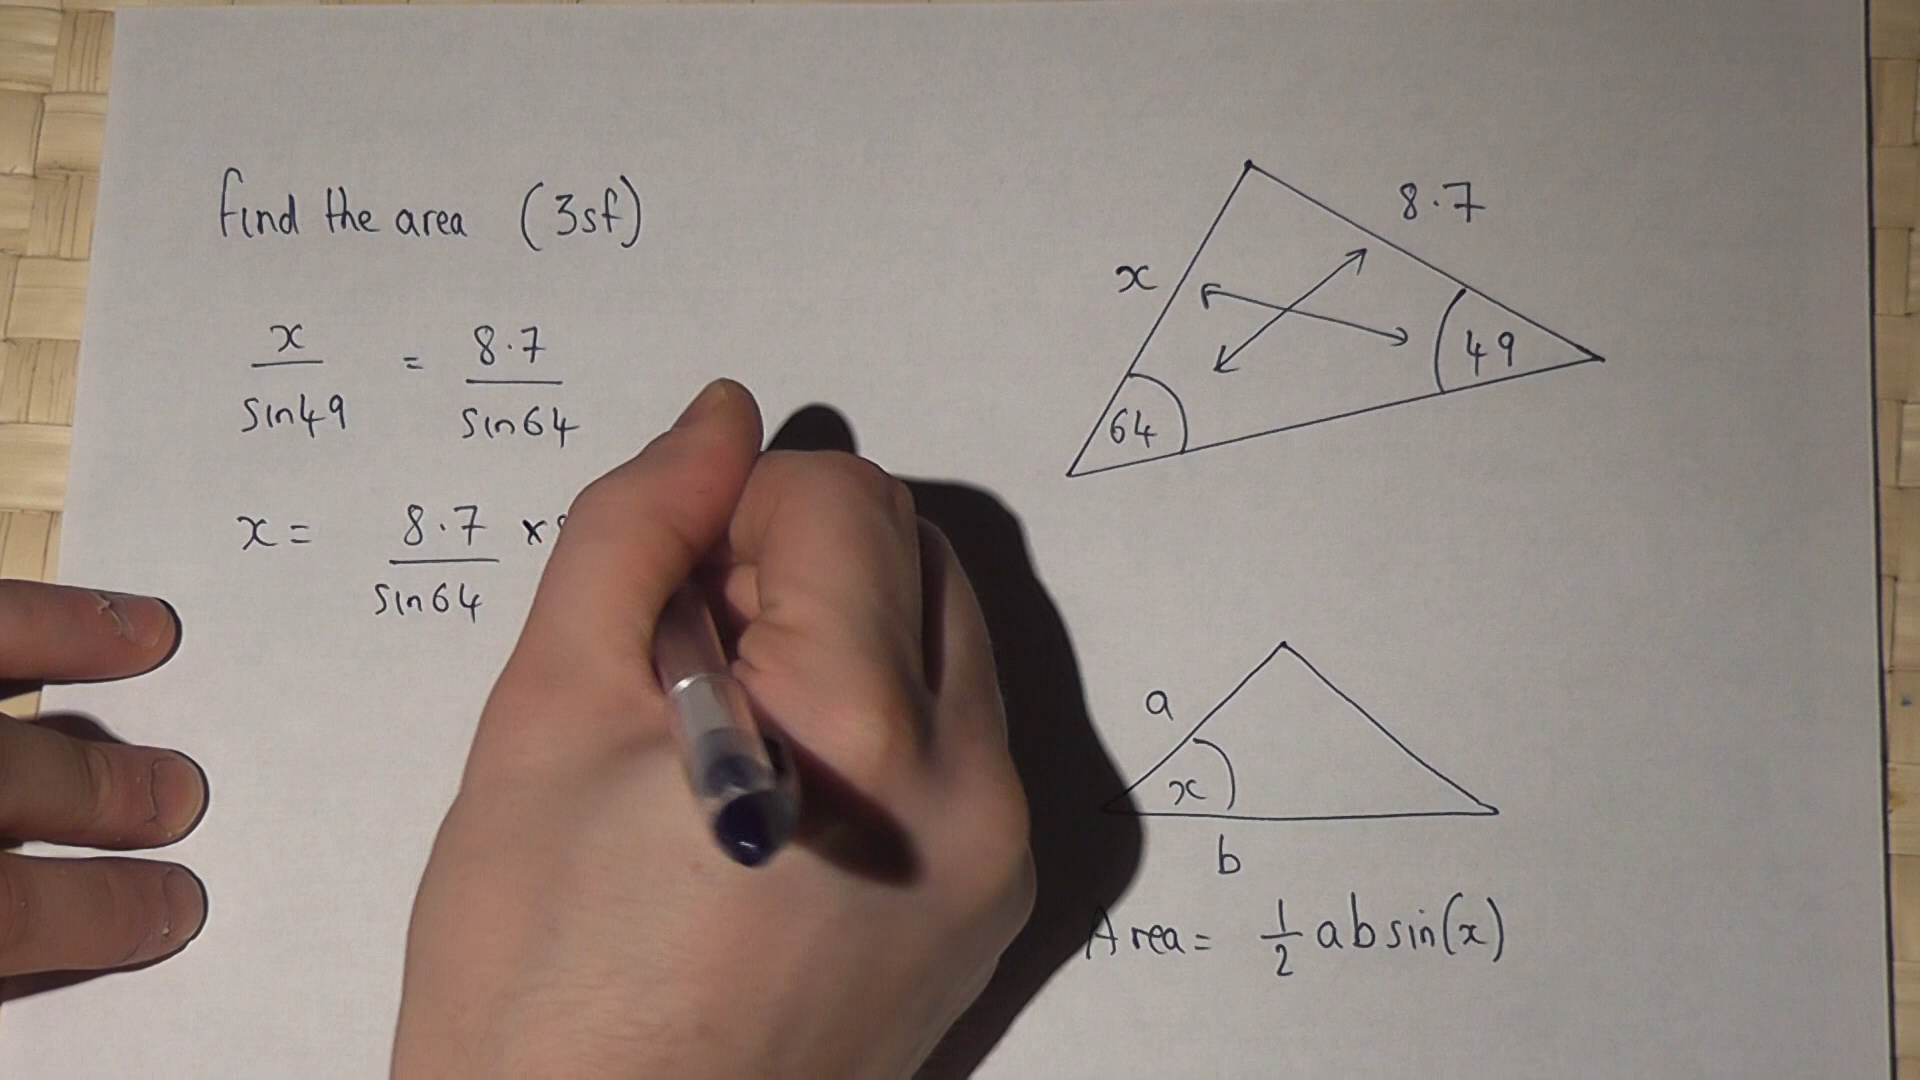 find the area (3sf)
x/sin49 = 8.7/sin64
x = 8.7/sin64 ×
8.7
x
49
64
a
x
b
Area = 1/2 ab sin(x)